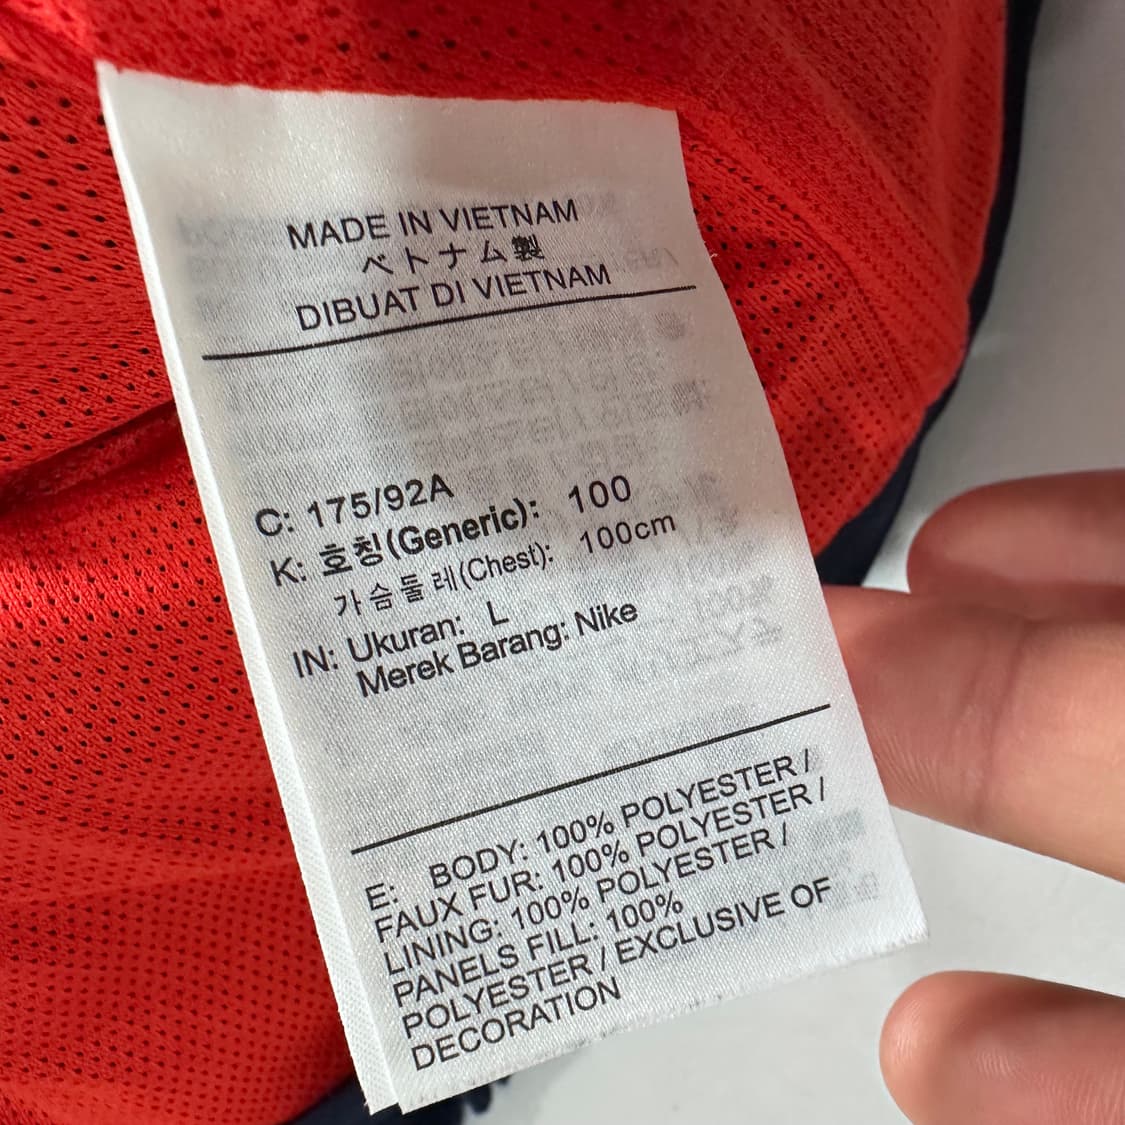 MADE IN VIETNAM
ベトナム製
DIBUAT DI VIETNAM
C: 175/92A
K: 호칭(Generic): 100
가슴둘레(Chest): 100cm
IN: Ukuran: L
Merek Barang: Nike
E: BODY: 100% POLYESTER /
FAUX FUR: 100% POLYESTER /
LINING: 100% POLYESTER /
PANELS FILL: 100%
POLYESTER / EXCLUSIVE OF
DECORATION